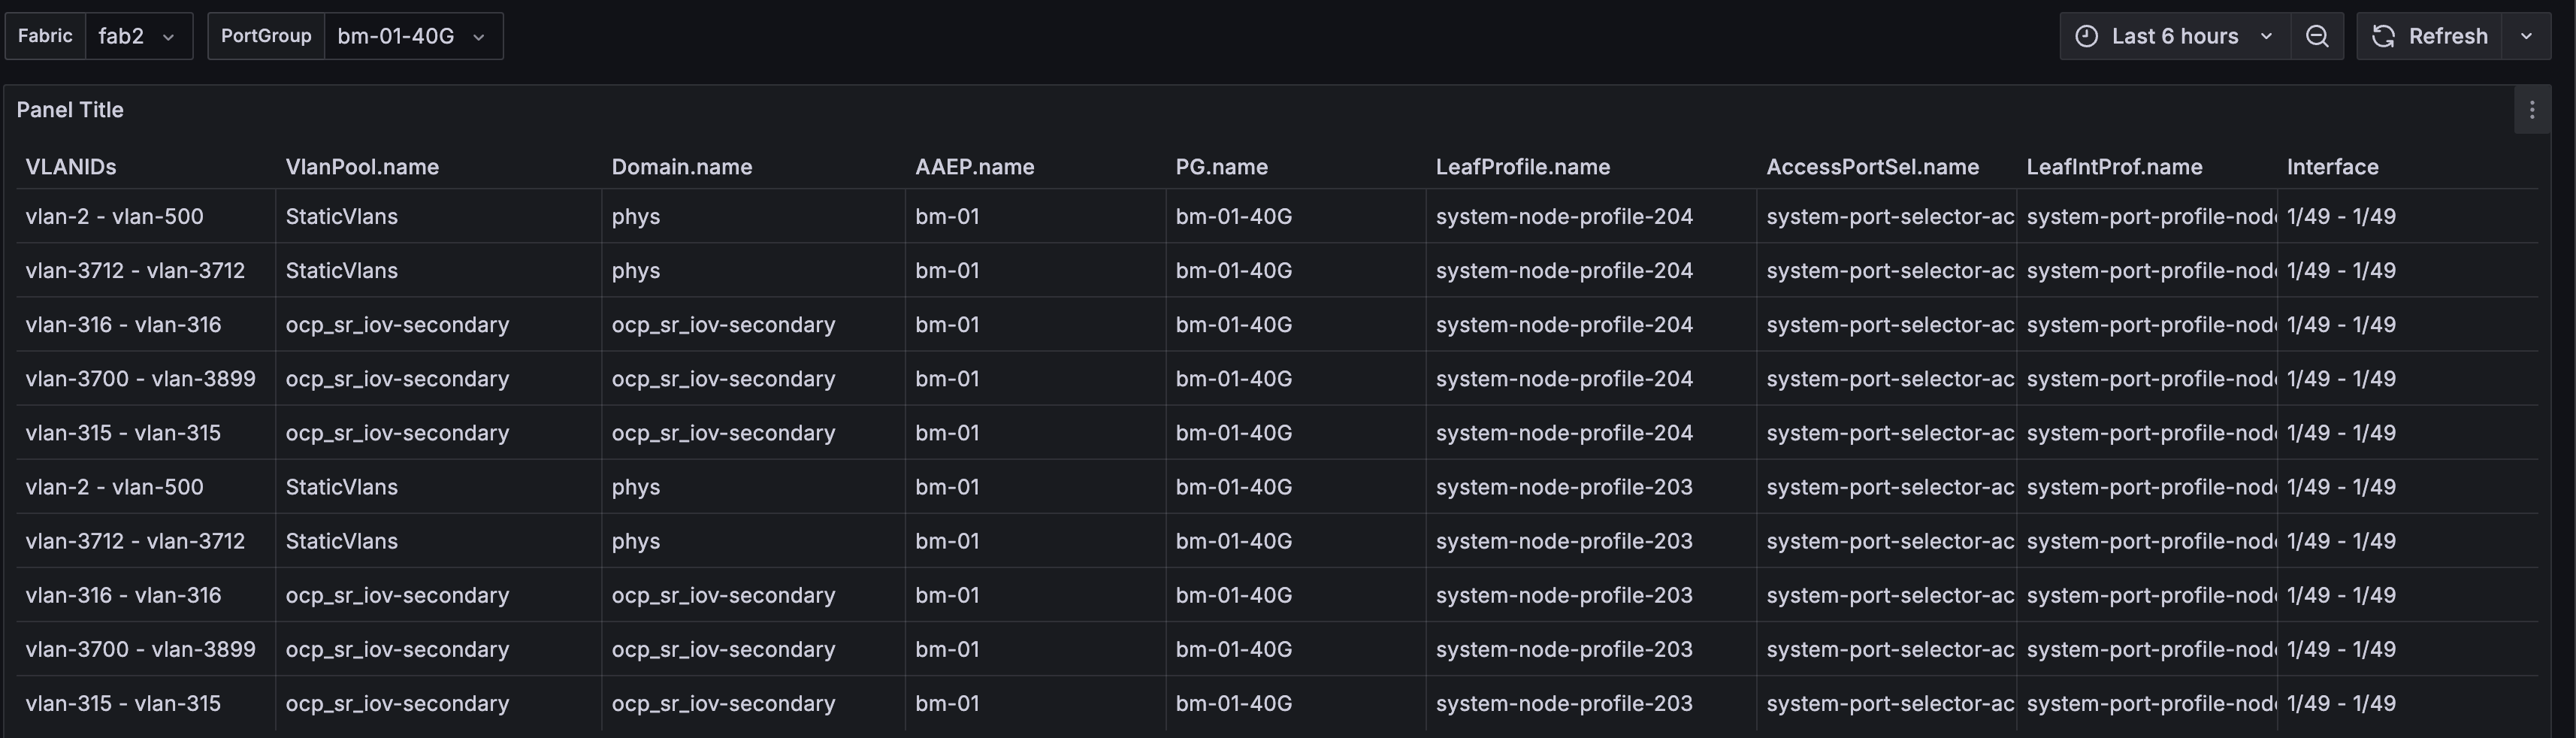 Fabric fab2 PortGroup bm-01-40G Last 6 hours Refresh
Panel Title
VLANIDs VlanPool.name Domain.name AAEP.name PG.name LeafProfile.name AccessPortSel.name LeafIntProf.name Interface
vlan-2 - vlan-500 StaticVlans phys bm-01 bm-01-40G system-node-profile-204 system-port-selector-ac system-port-profile-node 1/49 - 1/49
vlan-3712 - vlan-3712 StaticVlans phys bm-01 bm-01-40G system-node-profile-204 system-port-selector-ac system-port-profile-node 1/49 - 1/49
vlan-316 - vlan-316 ocp_sr_iov-secondary ocp_sr_iov-secondary bm-01 bm-01-40G system-node-profile-204 system-port-selector-ac system-port-profile-node 1/49 - 1/49
vlan-3700 - vlan-3899 ocp_sr_iov-secondary ocp_sr_iov-secondary bm-01 bm-01-40G system-node-profile-204 system-port-selector-ac system-port-profile-node 1/49 - 1/49
vlan-315 - vlan-315 ocp_sr_iov-secondary ocp_sr_iov-secondary bm-01 bm-01-40G system-node-profile-204 system-port-selector-ac system-port-profile-node 1/49 - 1/49
vlan-2 - vlan-500 StaticVlans phys bm-01 bm-01-40G system-node-profile-203 system-port-selector-ac system-port-profile-node 1/49 - 1/49
vlan-3712 - vlan-3712 StaticVlans phys bm-01 bm-01-40G system-node-profile-203 system-port-selector-ac system-port-profile-node 1/49 - 1/49
vlan-316 - vlan-316 ocp_sr_iov-secondary ocp_sr_iov-secondary bm-01 bm-01-40G system-node-profile-203 system-port-selector-ac system-port-profile-node 1/49 - 1/49
vlan-3700 - vlan-3899 ocp_sr_iov-secondary ocp_sr_iov-secondary bm-01 bm-01-40G system-node-profile-203 system-port-selector-ac system-port-profile-node 1/49 - 1/49
vlan-315 - vlan-315 ocp_sr_iov-secondary ocp_sr_iov-secondary bm-01 bm-01-40G system-node-profile-203 system-port-selector-ac system-port-profile-node 1/49 - 1/49